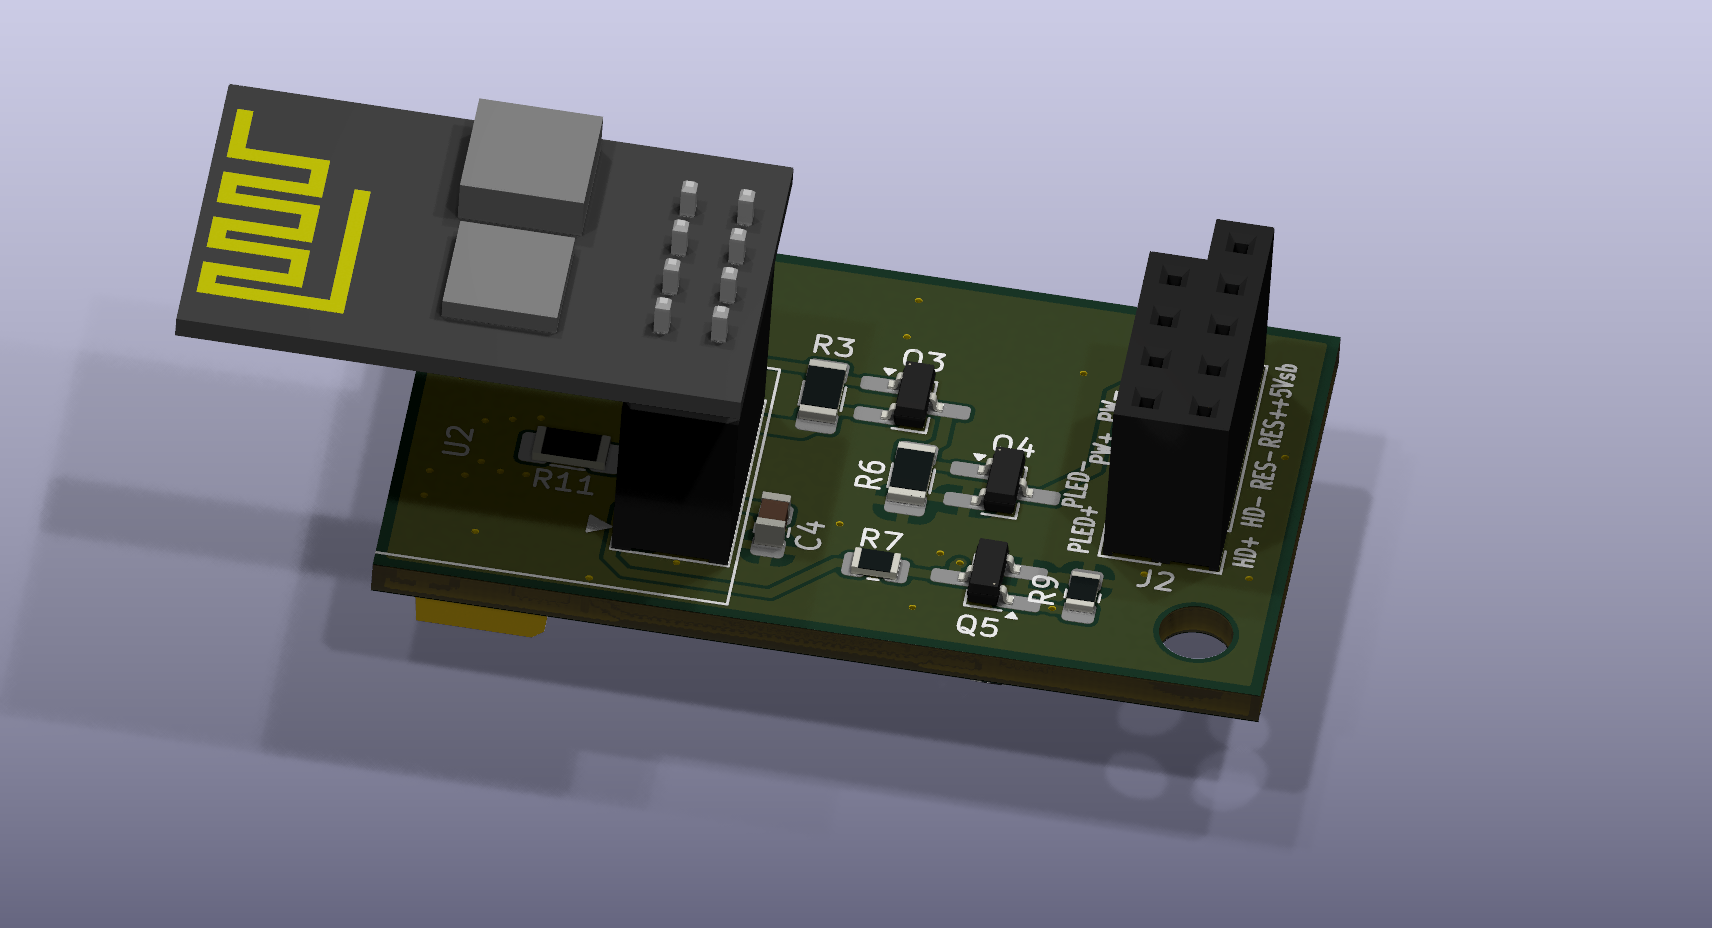 R3
Q3
U2
R11
R6
Q4
C4
R7
Q5
R9
PLED+
PLED-
PW+
PW-
J2
HD+
HD-
RES-
RES+
+5Vsb